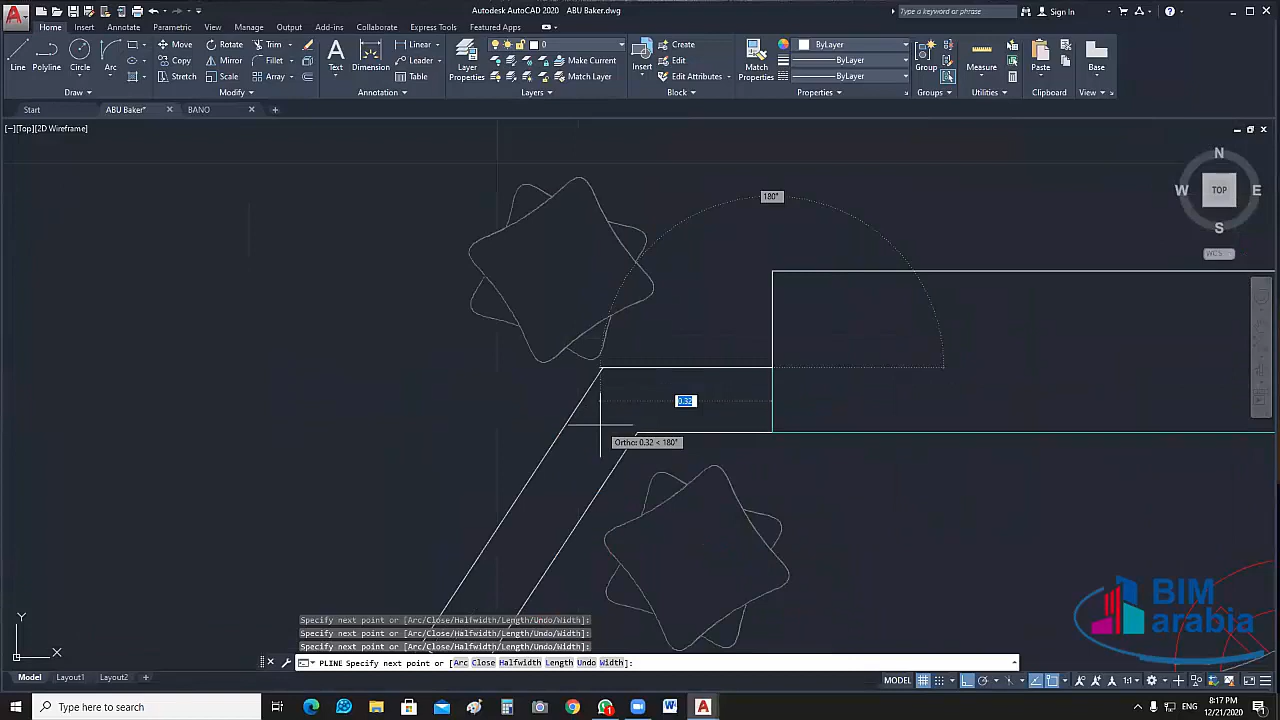 Autodesk AutoCAD 2020 ABU Baker.dwg
Type a keyword or phrase
Sign In
Home Insert Annotate Parametric View Manage Output Add-ins Collaborate Express Tools Featured Apps
Line Polyline Circle Arc
Move Rotate Trim
Copy Mirror Fillet
Stretch Scale Array
Text Dimension
Linear
Leader
Table
Layer Properties
0
Make Current
Match Layer
Insert
Create
Edit
Edit Attributes
Match Properties
ByLayer
ByLayer
ByLayer
Group
Measure
Paste
Base
Draw Modify Annotation Layers Block Properties Groups Utilities Clipboard View
Start ABU Baker* BANO
[−][Top][2D Wireframe]
N
W TOP E
S
WCS
180°
0.32
Ortho: 0.32 < 180°
BIM
arabia
Y
X
Specify next point or [Arc/Close/Halfwidth/Length/Undo/Width]:
Specify next point or [Arc/Close/Halfwidth/Length/Undo/Width]:
Specify next point or [Arc/Close/Halfwidth/Length/Undo/Width]:
PLINE Specify next point or [Arc Close Halfwidth Length Undo Width]:
Model Layout1 Layout2
MODEL
1:1
Type here to search
1
ENG
8:17 PM
12/21/2020